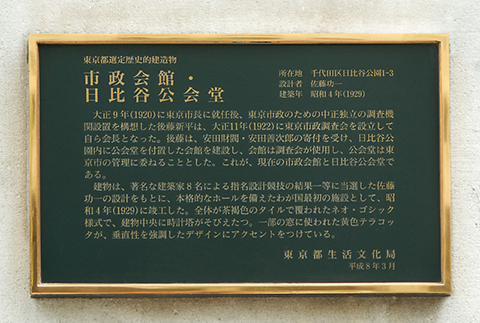 東京都選定歴史的建造物
市政会館・
日比谷公会堂
所在地 千代田区日比谷公園1-3
設計者 佐藤功一
建築年 昭和4年(1929)
大正9年(1920)に東京市長に就任後、東京市政のための中正独立の調査機
関設置を構想した後藤新平は、大正11年(1922)に東京市政調査会を設立して
自ら会長となった。後藤は、安田財閥・安田善次郎の寄付を受け、日比谷公
園内に公会堂を付置した会館を建設し、会館は調査会が使用し、公会堂は東
京市の管理に委ねることとした。これが、現在の市政会館と日比谷公会堂で
ある。
建物は、著名な建築家8名による指名設計競技の結果一等に当選した佐藤
功一の設計をもとに、本格的なホールを備えたわが国最初の施設として、昭
和4年(1929)に竣工した。全体が茶褐色のタイルで覆われたネオ・ゴシック
様式で、建物中央に時計塔がそびえたつ。一部の窓に使われた黄色テラコッ
タが、垂直性を強調したデザインにアクセントをつけている。
東京都生活文化局
平成8年3月